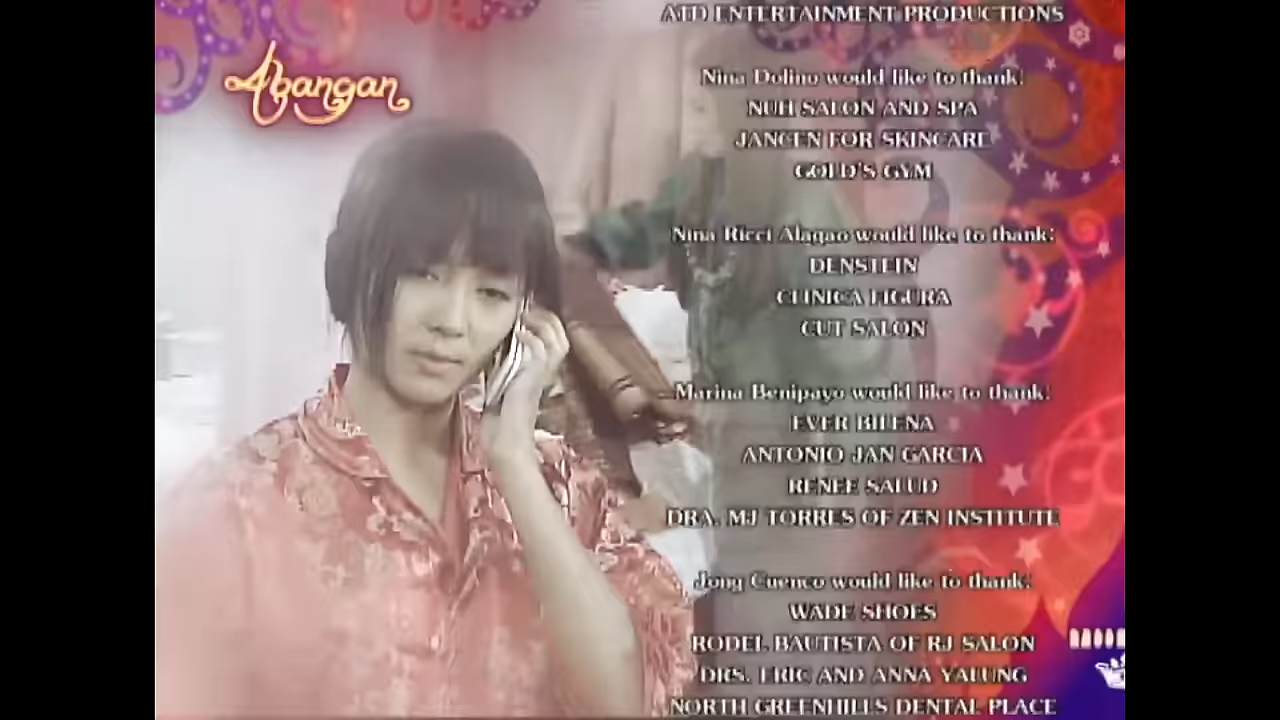 Abangan
ATD ENTERTAINMENT PRODUCTIONS
Nina Dolino would like to thank:
NUH SALON AND SPA
JANGEN FOR SKINCARE
GOLD'S GYM
Nina Ricci Alagao would like to thank:
DENSTEIN
CLINICA FIGURA
CUT SALON
Marina Benipayo would like to thank:
EVER BILENA
ANTONIO JAN GARCIA
RENEE SALUD
DRA. MJ TORRES OF ZEN INSTITUTE
Jong Cuenco would like to thank:
WADE SHOES
RODEL BAUTISTA OF RJ SALON
DRS. ERIC AND ANNA YALUNG
NORTH GREENHILLS DENTAL PLACE